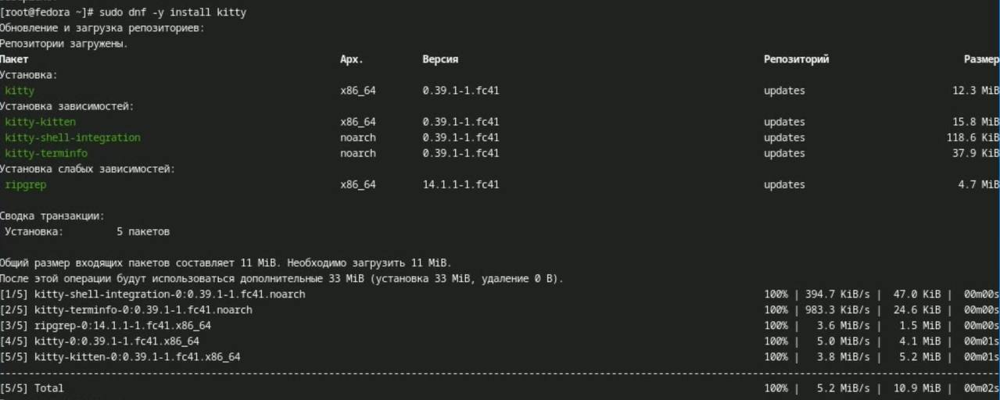 [root@fedora ~]# sudo dnf -y install kitty
Обновление и загрузка репозиториев:
Репозитории загружены.
Пакет Арх. Версия Репозиторий Размер
Установка:
kitty x86_64 0.39.1-1.fc41 updates 12.3 MiB
Установка зависимостей:
kitty-kitten x86_64 0.39.1-1.fc41 updates 15.8 MiB
kitty-shell-integration noarch 0.39.1-1.fc41 updates 118.6 KiB
kitty-terminfo noarch 0.39.1-1.fc41 updates 37.9 KiB
Установка слабых зависимостей:
ripgrep x86_64 14.1.1-1.fc41 updates 4.7 MiB
Сводка транзакции:
Установка: 5 пакетов
Общий размер входящих пакетов составляет 11 MiB. Необходимо загрузить 11 MiB.
После этой операции будут использоваться дополнительные 33 MiB (установка 33 MiB, удаление 0 B).
[1/5] kitty-shell-integration-0:0.39.1-1.fc41.noarch 100% | 394.7 KiB/s | 47.0 KiB | 00m00s
[2/5] kitty-terminfo-0:0.39.1-1.fc41.noarch 100% | 983.3 KiB/s | 24.6 KiB | 00m00s
[3/5] ripgrep-0:14.1.1-1.fc41.x86_64 100% | 3.6 MiB/s | 1.5 MiB | 00m00s
[4/5] kitty-0:0.39.1-1.fc41.x86_64 100% | 5.0 MiB/s | 4.1 MiB | 00m01s
[5/5] kitty-kitten-0:0.39.1-1.fc41.x86_64 100% | 3.8 MiB/s | 5.2 MiB | 00m01s
[5/5] Total 100% | 5.2 MiB/s | 10.9 MiB | 00m02s